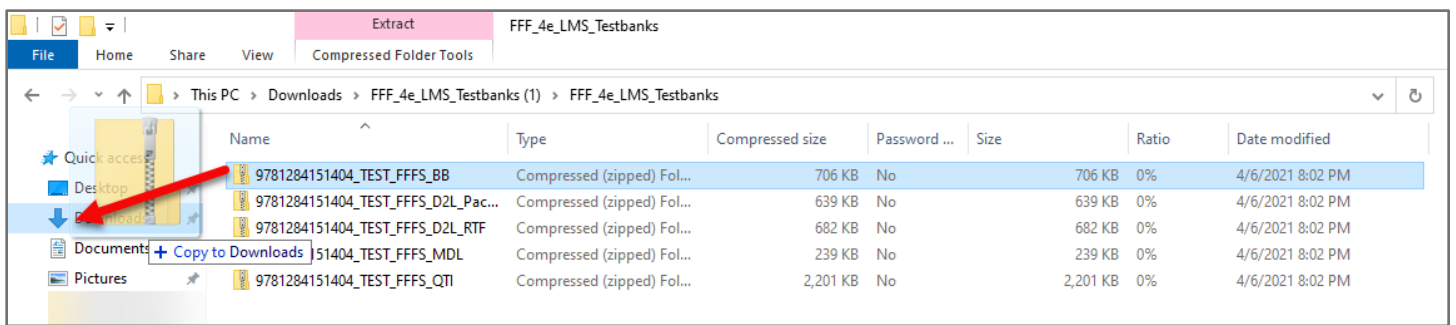 Extract FFF_4e_LMS_Testbanks
File Home Share View Compressed Folder Tools
This PC > Downloads > FFF_4e_LMS_Testbanks (1) > FFF_4e_LMS_Testbanks
Name Type Compressed size Password ... Size Ratio Date modified
Quick access
9781284151404_TEST_FFFS_BB Compressed (zipped) Fol... 706 KB No 706 KB 0% 4/6/2021 8:02 PM
Desktop
9781284151404_TEST_FFFS_D2L_Pac... Compressed (zipped) Fol... 639 KB No 639 KB 0% 4/6/2021 8:02 PM
Downloads
9781284151404_TEST_FFFS_D2L_RTF Compressed (zipped) Fol... 682 KB No 682 KB 0% 4/6/2021 8:02 PM
Documents
+ Copy to Downloads
151404_TEST_FFFS_MDL Compressed (zipped) Fol... 239 KB No 239 KB 0% 4/6/2021 8:02 PM
Pictures
9781284151404_TEST_FFFS_QTI Compressed (zipped) Fol... 2,201 KB No 2,201 KB 0% 4/6/2021 8:02 PM